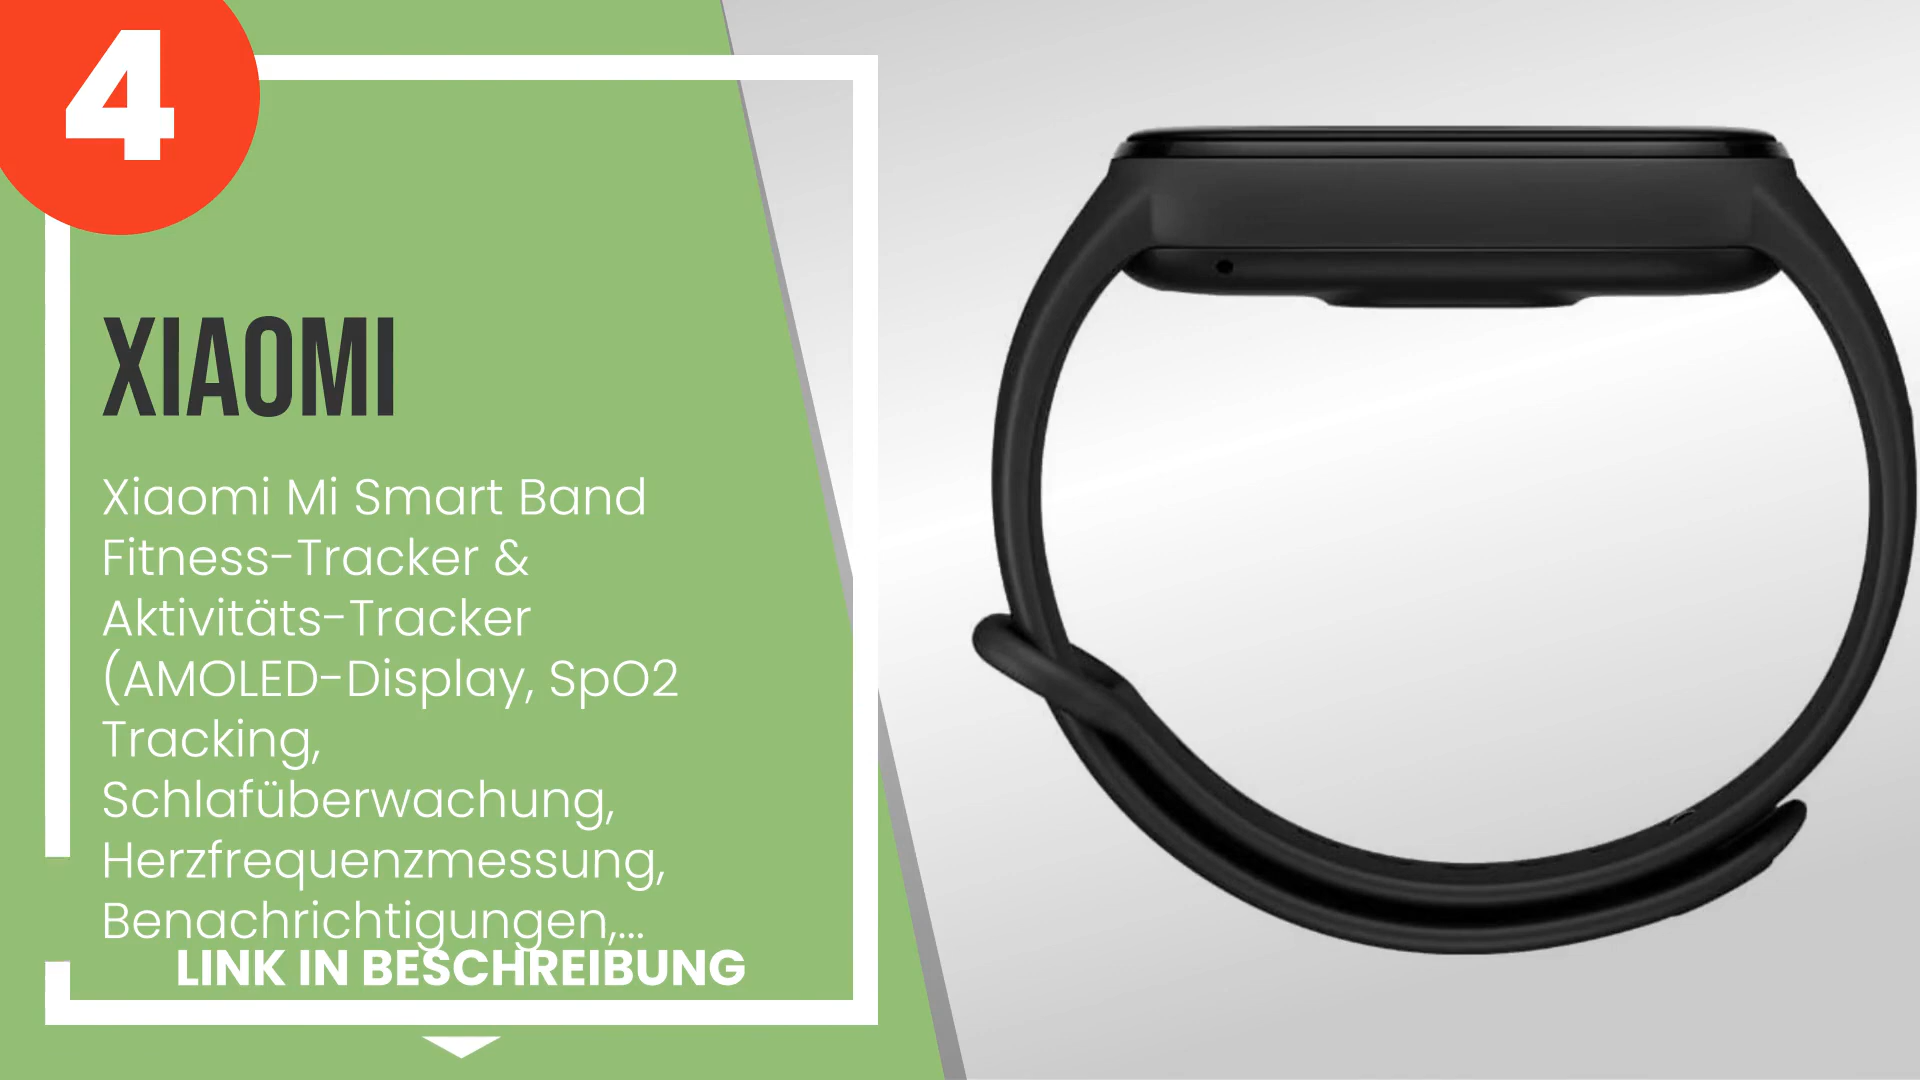 4
XIAOMI
Xiaomi Mi Smart Band
Fitness-Tracker &
Aktivitäts-Tracker
(AMOLED-Display, SpO2
Tracking,
Schlafüberwachung,
Herzfrequenzmessung,
Benachrichtigungen,...
LINK IN BESCHREIBUNG